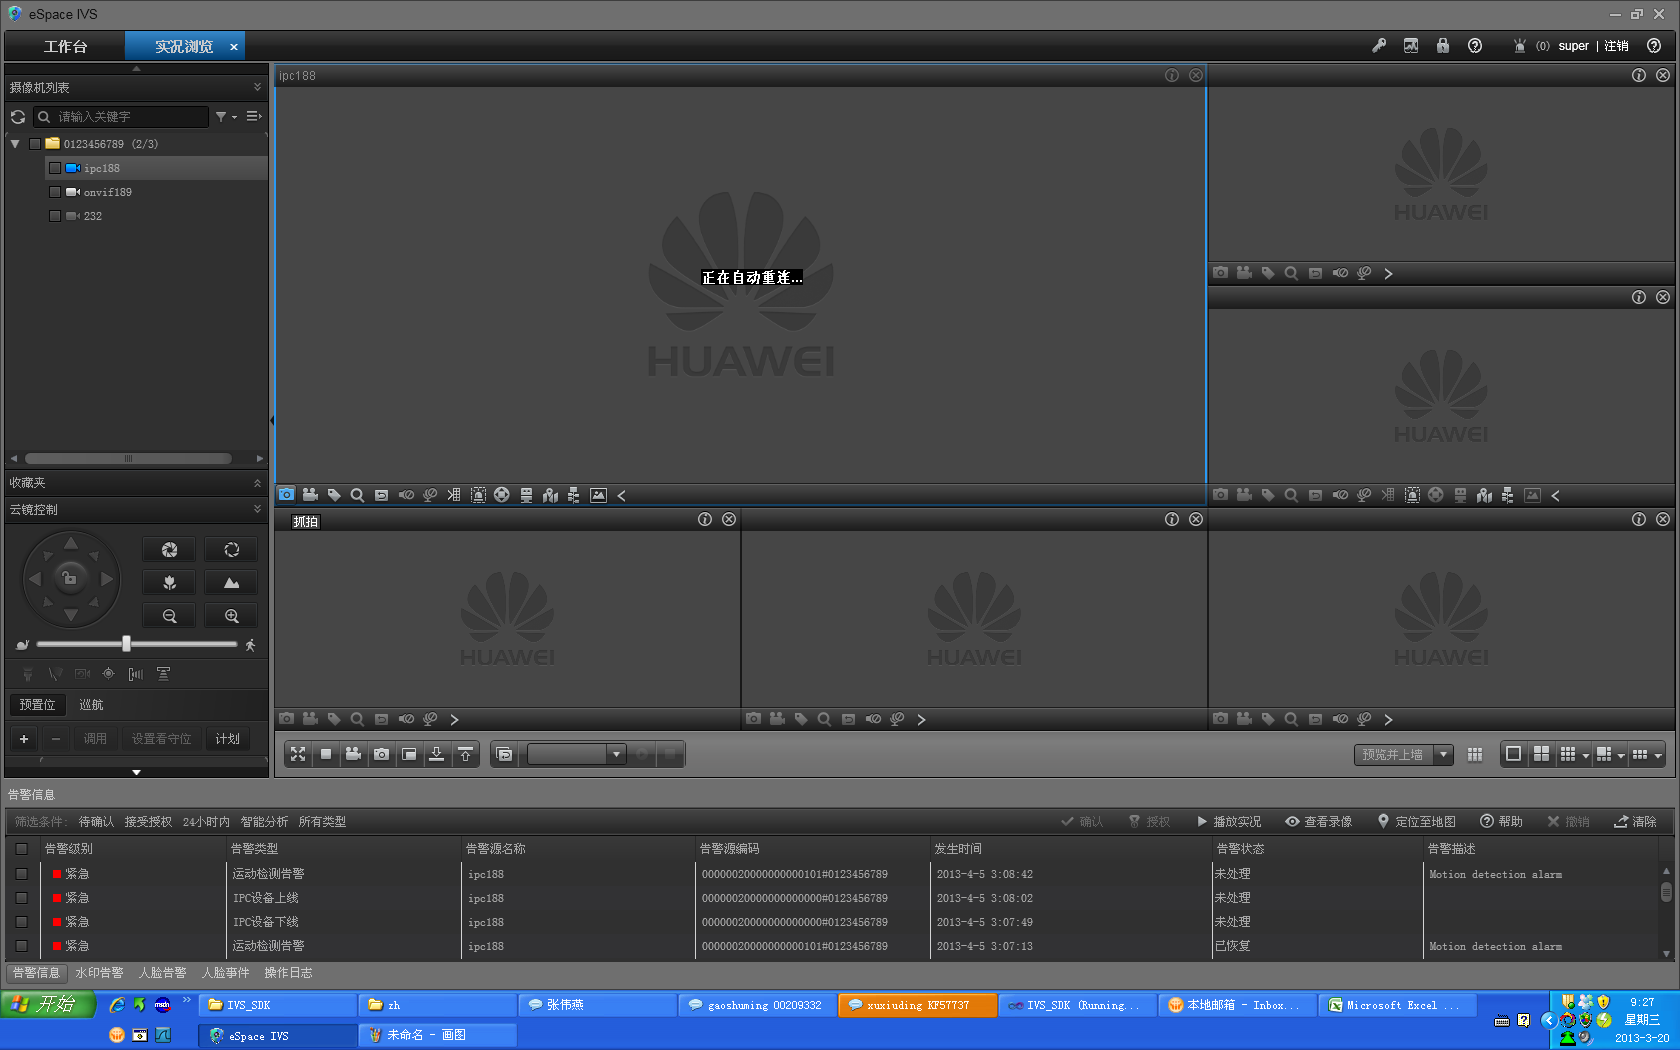 eSpace IVS
工作台 实况浏览 (0) super | 注销
摄像机列表
请输入关键字
0123456789 (2/3)
ipc188
onvif189
232
ipc188
HUAWEI
正在自动重连...
HUAWEI
HUAWEI
抓拍
HUAWEI
HUAWEI
HUAWEI
收藏夹
云镜控制
预置位 巡航
调用 设置看守位 计划
预览并上墙
告警信息
筛选条件: 待确认 接受授权 24小时内 智能分析 所有类型 确认 授权 播放实况 查看录像 定位至地图 帮助 撤销 清除
告警级别 告警类型 告警源名称 告警源编码 发生时间 告警状态 告警描述
紧急 运动检测告警 ipc188 00000020000000000101#0123456789 2013-4-5 3:08:42 未处理 Motion detection alarm
紧急 IPC设备上线 ipc188 00000020000000000000#0123456789 2013-4-5 3:08:02 未处理
紧急 IPC设备下线 ipc188 00000020000000000000#0123456789 2013-4-5 3:07:49 未处理
紧急 运动检测告警 ipc188 00000020000000000101#0123456789 2013-4-5 3:07:13 已恢复 Motion detection alarm
告警信息 水印告警 人脸告警 人脸事件 操作日志
开始 msdn IVS_SDK zh 张伟燕 gaoshuming 00209332 xuxiuding KF57737 IVS_SDK (Running... 本地邮箱 - Inbox... Microsoft Excel ... 9:27
eSpace IVS 未命名 - 画图 星期三
2013-3-20